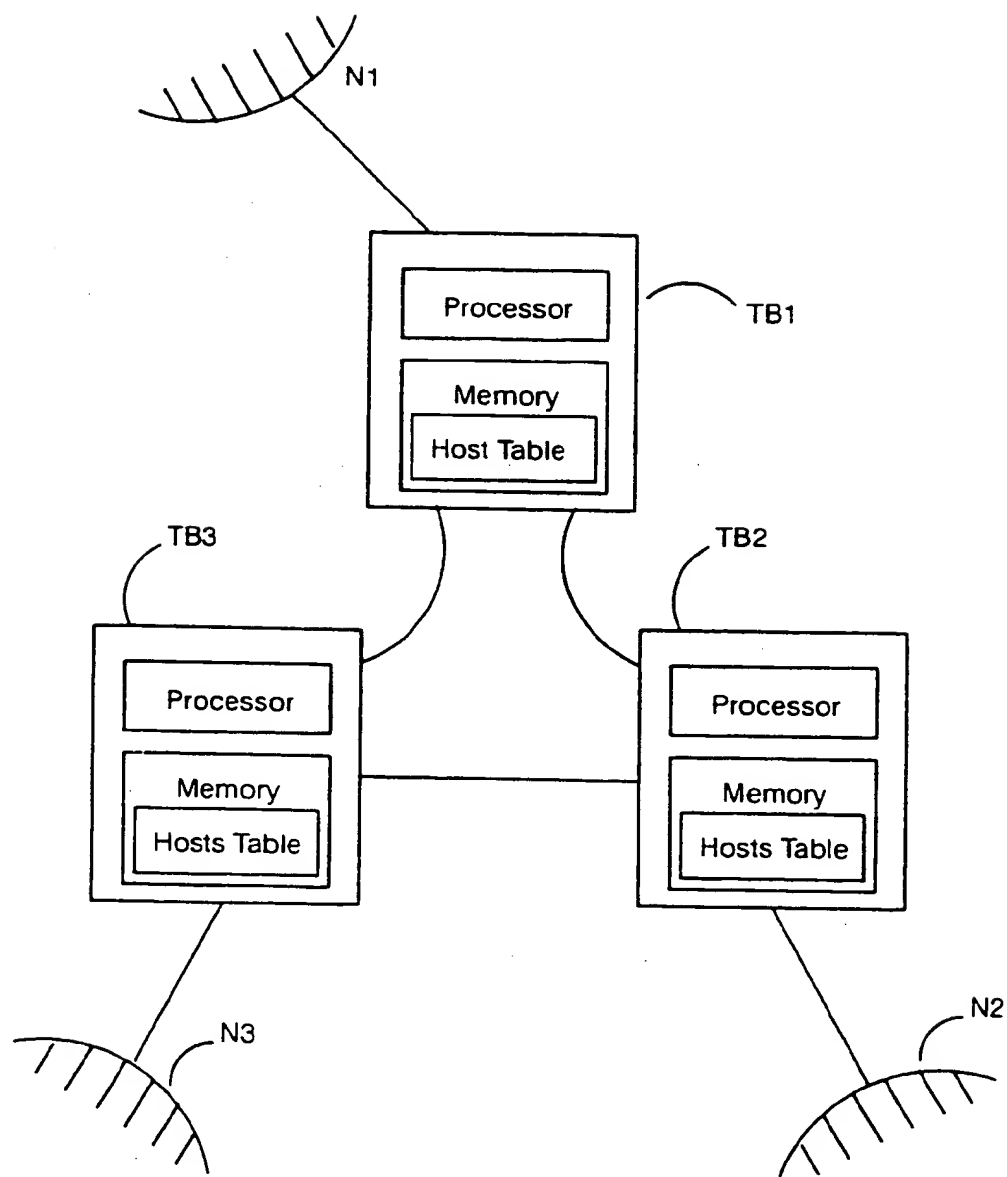 N1
Processor
TB1
Memory
Host Table
TB3
TB2
Processor
Processor
Memory
Memory
Hosts Table
Hosts Table
N3
N2